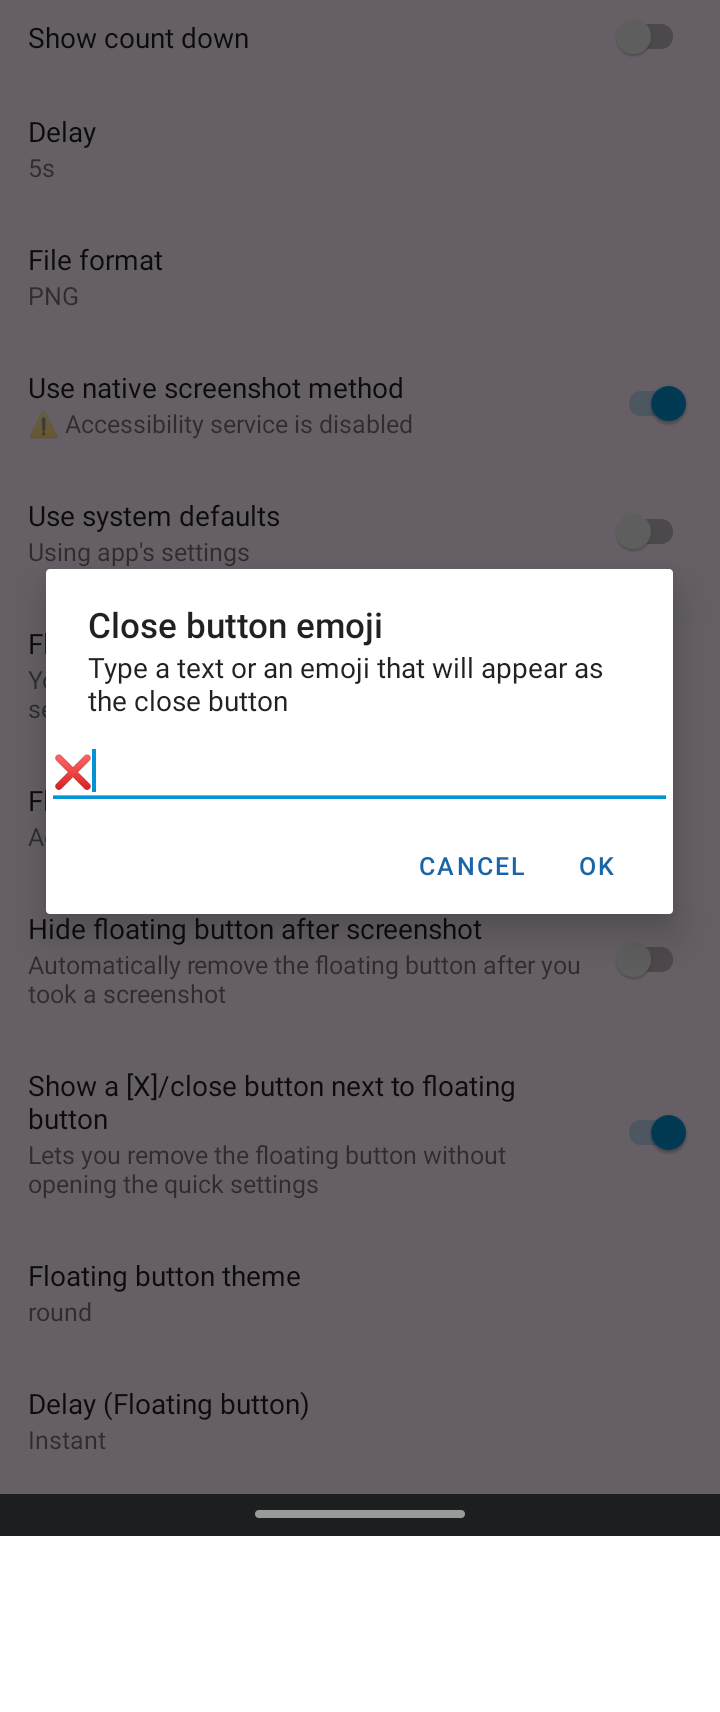 Show count down
Delay
5s
File format
PNG
Use native screenshot method
⚠️ Accessibility service is disabled
Use system defaults
Using app's settings
Close button emoji
Type a text or an emoji that will appear as
the close button
❌
CANCEL OK
Hide floating button after screenshot
Automatically remove the floating button after you
took a screenshot
Show a [X]/close button next to floating
button
Lets you remove the floating button without
opening the quick settings
Floating button theme
round
Delay (Floating button)
Instant